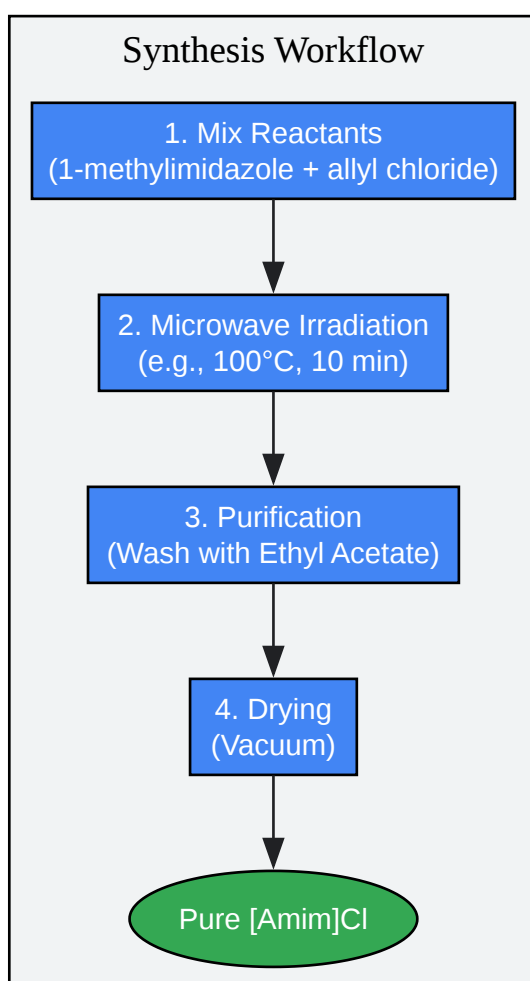 Synthesis Workflow
1. Mix Reactants
(1-methylimidazole + allyl chloride)
2. Microwave Irradiation
(e.g., 100°C, 10 min)
3. Purification
(Wash with Ethyl Acetate)
4. Drying
(Vacuum)
Pure [Amim]Cl